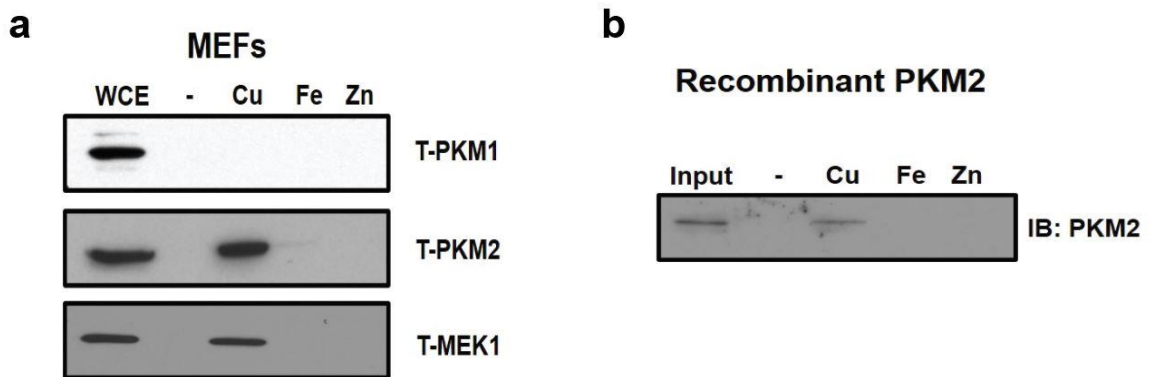 a
MEFs
WCE - Cu Fe Zn
T-PKM1
T-PKM2
T-MEK1
b
Recombinant PKM2
Input - Cu Fe Zn
IB: PKM2